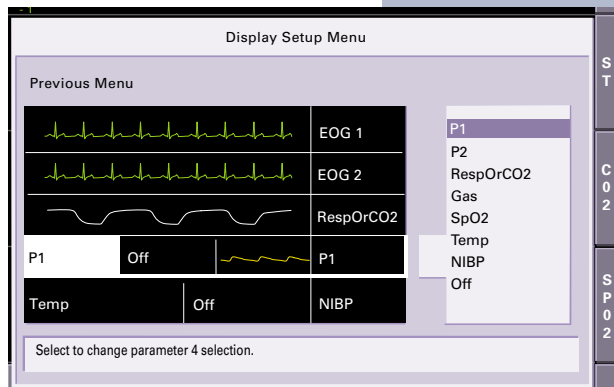 Display Setup Menu
Previous Menu
EOG 1
EOG 2
RespOrCO2
P1 Off P1
Temp Off NIBP
P1
P2
RespOrCO2
Gas
SpO2
Temp
NIBP
Off
Select to change parameter 4 selection.
S
T
C
0
2
S
P
0
2